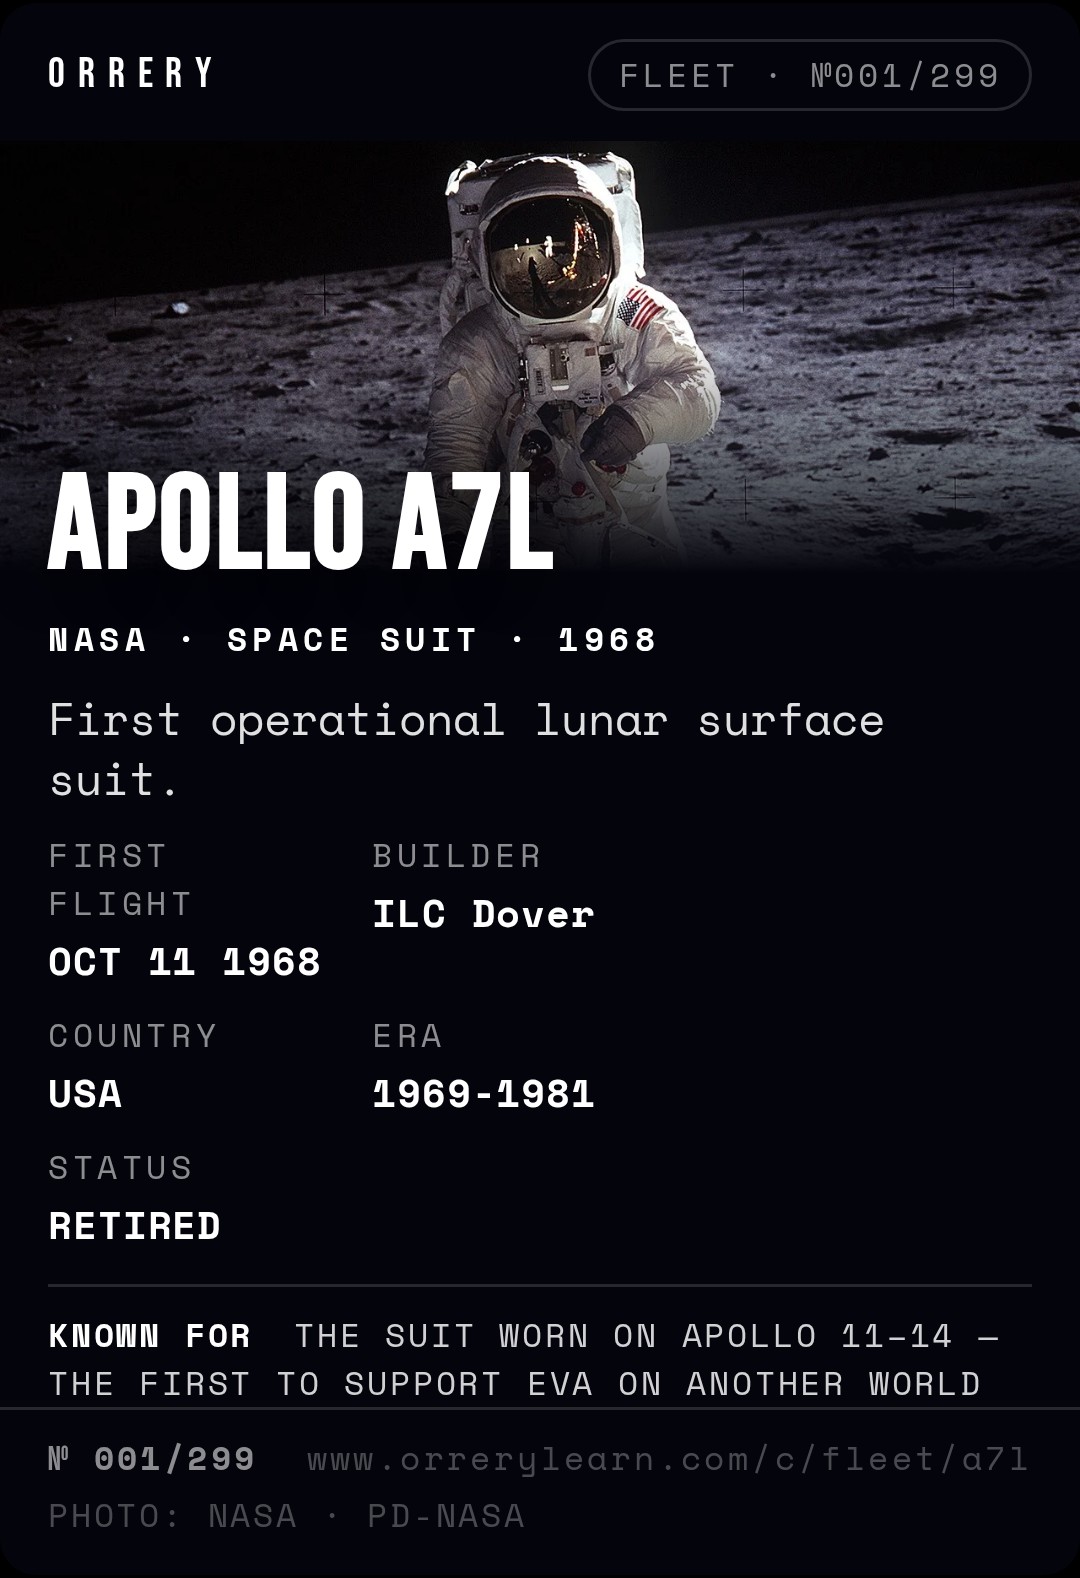 ORRERY
FLEET · №001/299
APOLLO A7L
NASA · SPACE SUIT · 1968
First operational lunar surface
suit.
FIRST
FLIGHT
OCT 11 1968
BUILDER
ILC Dover
COUNTRY
USA
ERA
1969-1981
STATUS
RETIRED
KNOWN FOR THE SUIT WORN ON APOLLO 11–14 —
THE FIRST TO SUPPORT EVA ON ANOTHER WORLD
№ 001/299 www.orrerylearn.com/c/fleet/a7l
PHOTO: NASA · PD-NASA